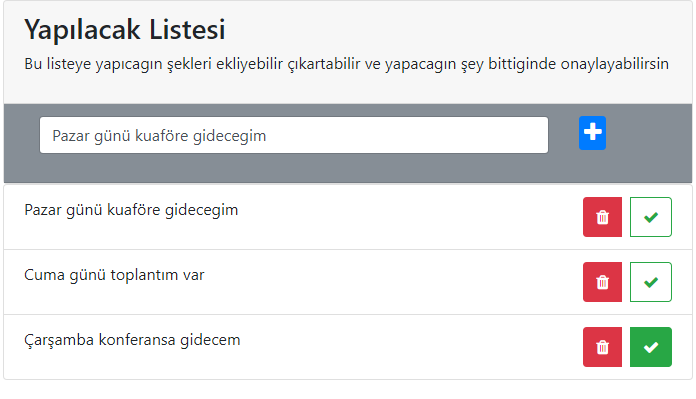 Yapılacak Listesi
Bu listeye yapıcagın şekleri ekliyebilir çıkartabilir ve yapacagın şey bittiginde onaylayabilirsin
Pazar günü kuaföre gidecegim
Pazar günü kuaföre gidecegim
Cuma günü toplantım var
Çarşamba konferansa gidecem